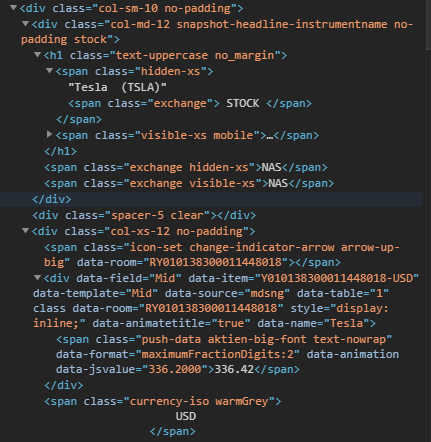 <div class="col-sm-10 no-padding">
<div class="col-md-12 snapshot-headline-instrumentname no-
padding stock">
<h1 class="text-uppercase no_margin">
<span class="hidden-xs">
"Tesla  (TSLA)"
<span class="exchange"> STOCK </span>
</span>
<span class="visible-xs mobile">…</span>
</h1>
<span class="exchange hidden-xs">NAS</span>
<span class="exchange visible-xs">NAS</span>
</div>
<div class="spacer-5 clear"></div>
<div class="col-xs-12 no-padding">
<span class="icon-set change-indicator-arrow arrow-up-
big" data-room="RY010138300011448018"></span>
<div data-field="Mid" data-item="Y010138300011448018-USD"
data-template="Mid" data-source="mdsng" data-table="1"
class data-room="RY010138300011448018" style="display:
inline;" data-animatetitle="true" data-name="Tesla">
<span class="push-data aktien-big-font text-nowrap"
data-format="maximumFractionDigits:2" data-animation
data-jsvalue="336.2000">336.42</span>
</div>
<span class="currency-iso warmGrey">
USD
</span>